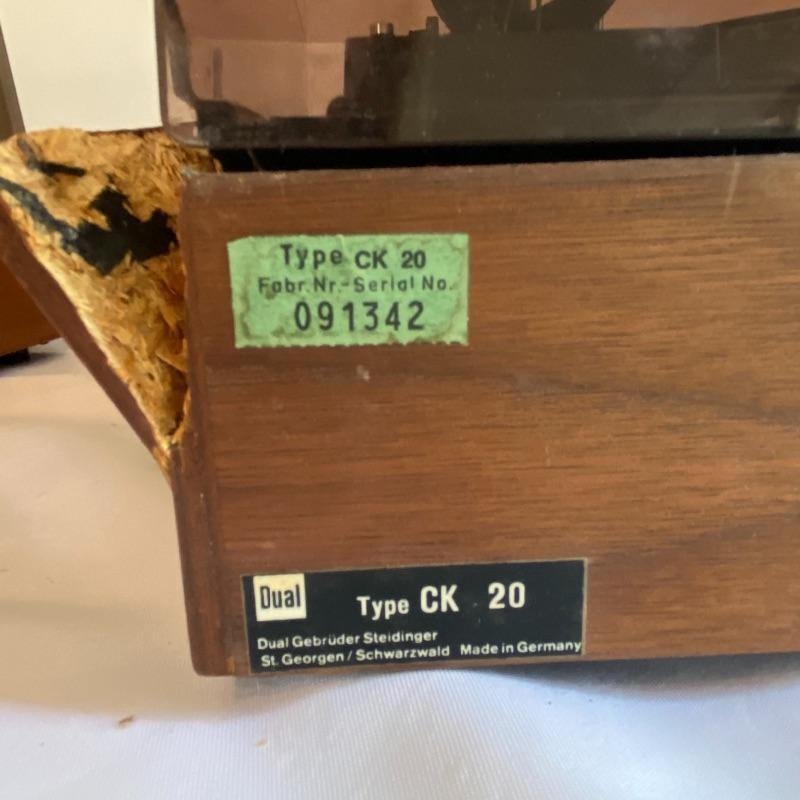 Type CK 20
Fabr.Nr.-Serial No.
091342
Dual
Type CK 20
Dual Gebrüder Steidinger
St. Georgen / Schwarzwald Made in Germany